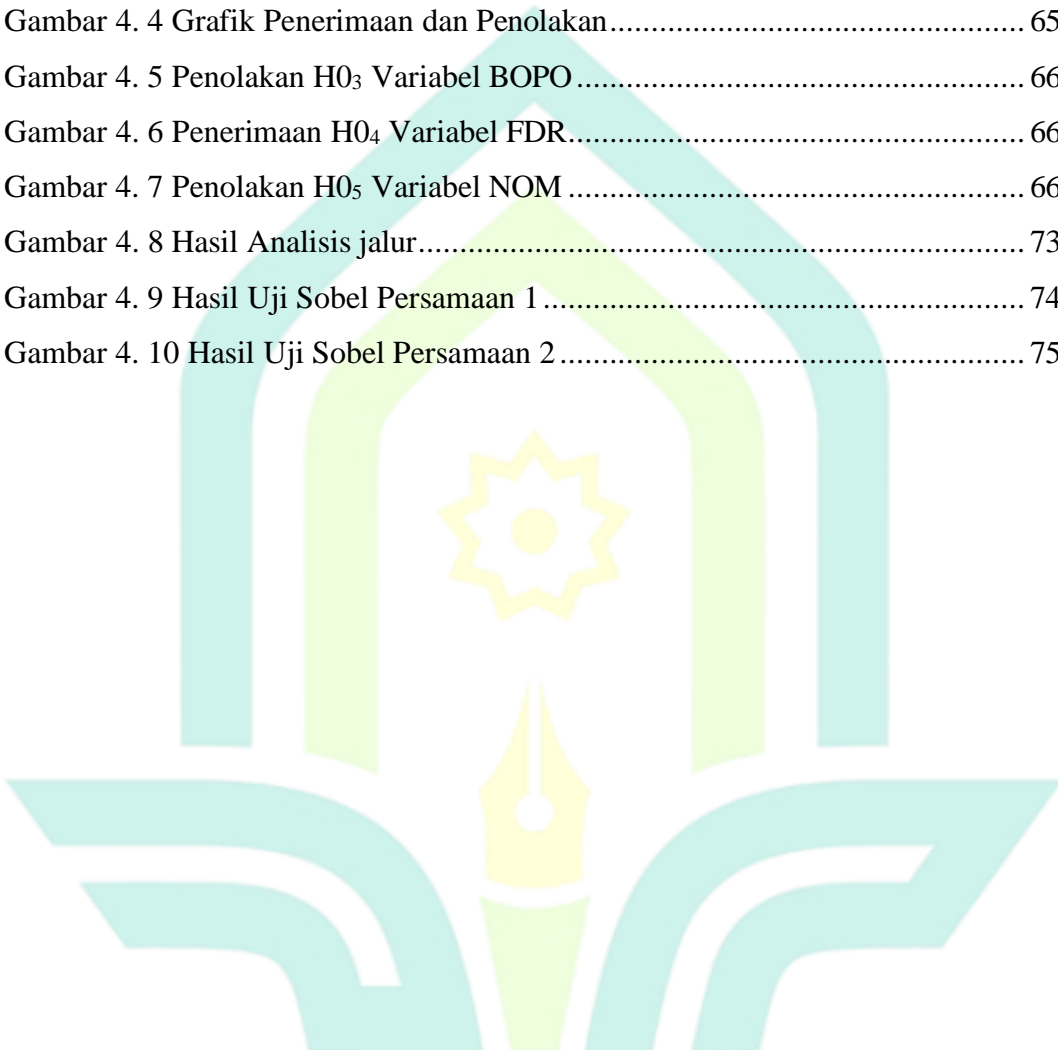 Gambar 4. 4 Grafik Penerimaan dan Penolakan.......................................................... 65
Gambar 4. 5 Penolakan H0₃ Variabel BOPO............................................................... 66
Gambar 4. 6 Penerimaan H0₄ Variabel FDR................................................................ 66
Gambar 4. 7 Penolakan H0₅ Variabel NOM................................................................ 66
Gambar 4. 8 Hasil Analisis jalur.................................................................................... 73
Gambar 4. 9 Hasil Uji Sobel Persamaan 1.................................................................... 74
Gambar 4. 10 Hasil Uji Sobel Persamaan 2.................................................................. 75